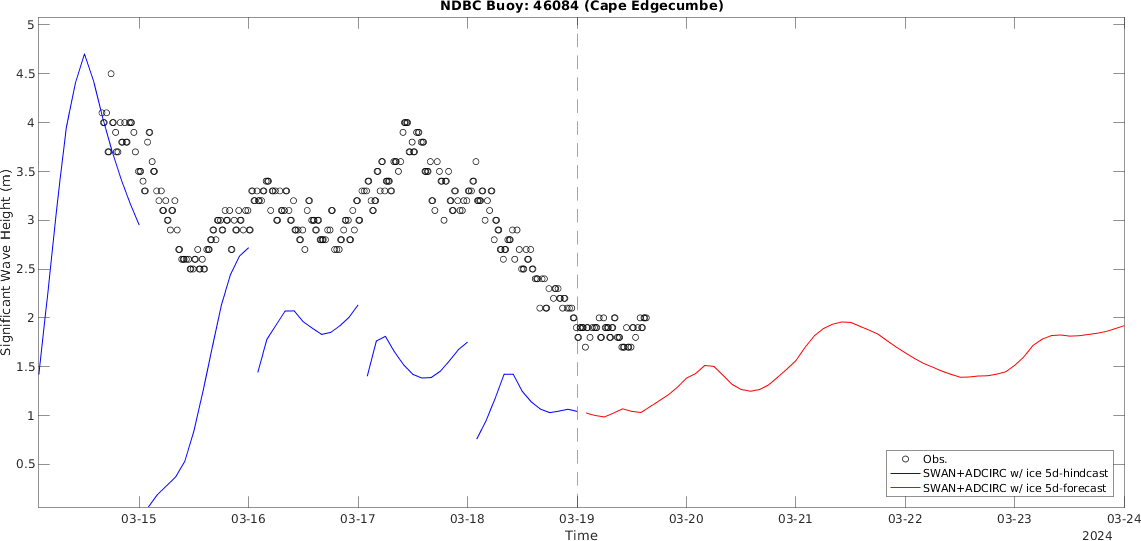 NDBC Buoy: 46084 (Cape Edgecumbe)
5
4.5
4
3.5
3
2.5
2
1.5
1
0.5
Significant Wave Height (m)
Obs.
SWAN+ADCIRC w/ ice 5d-hindcast
SWAN+ADCIRC w/ ice 5d-forecast
03-15 03-16 03-17 03-18 03-19 03-20 03-21 03-22 03-23 03-24
Time
2024